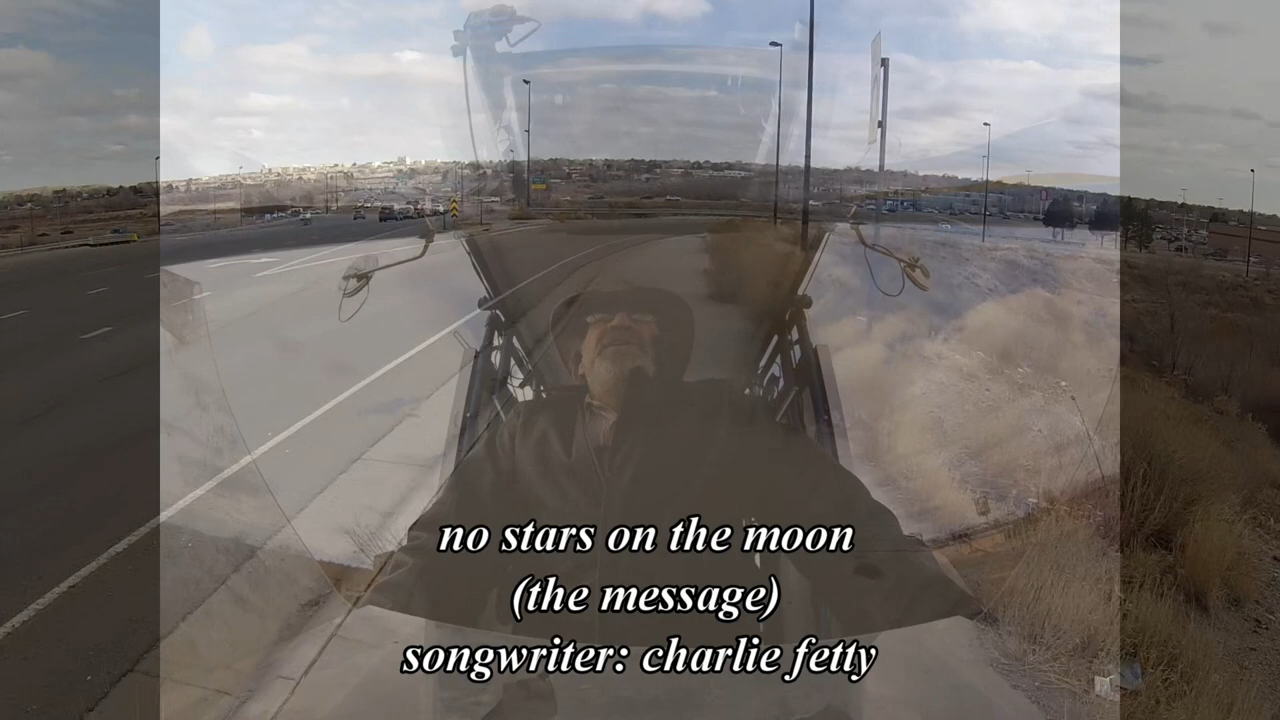 no stars on the moon
(the message)
songwriter: charlie fetty